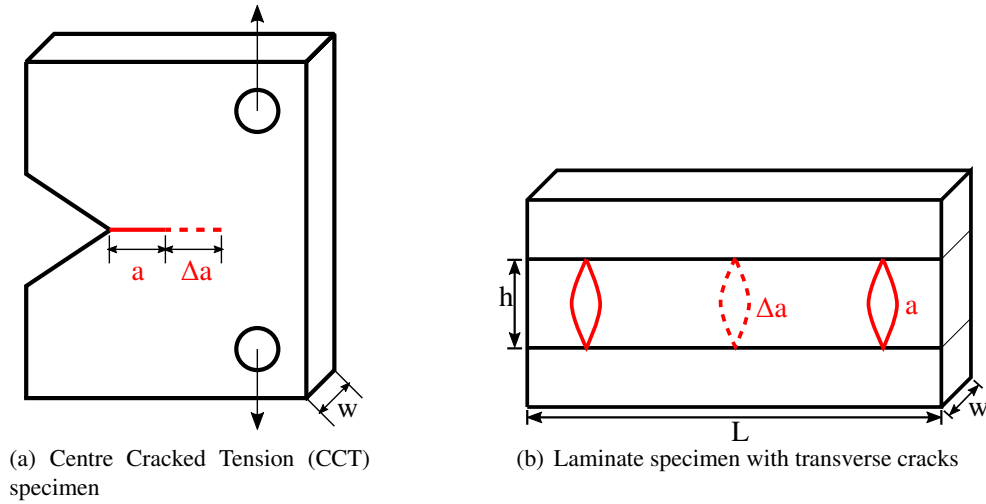 a
Δa
w
(a) Centre Cracked Tension (CCT)
specimen
h
Δa
a
L
w
(b) Laminate specimen with transverse cracks